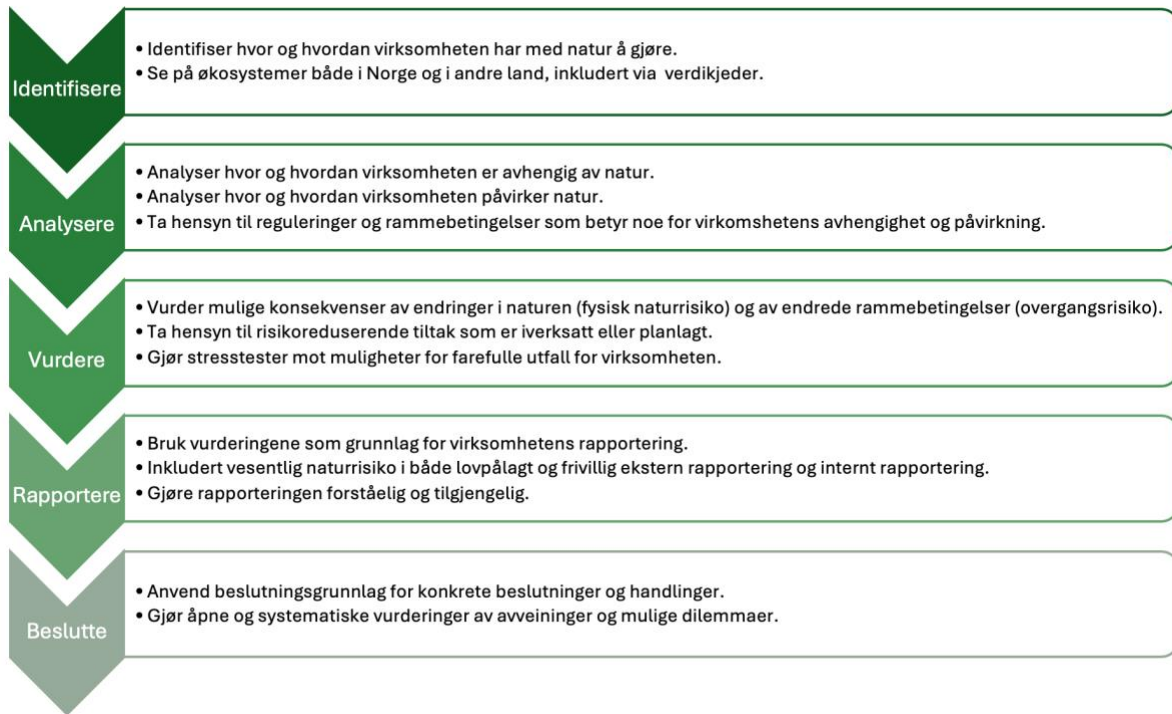 Identifisere
• Identifiser hvor og hvordan virksomheten har med natur å gjøre.
• Se på økosystemer både i Norge og i andre land, inkludert via verdikjeder.
Analysere
• Analyser hvor og hvordan virksomheten er avhengig av natur.
• Analyser hvor og hvordan virksomheten påvirker natur.
• Ta hensyn til reguleringer og rammebetingelser som betyr noe for virkomshetens avhengighet og påvirkning.
Vurdere
• Vurder mulige konsekvenser av endringer i naturen (fysisk naturrisiko) og av endrede rammebetingelser (overgangsrisiko).
• Ta hensyn til risikoreduserende tiltak som er iverksatt eller planlagt.
• Gjør stresstester mot muligheter for farefulle utfall for virksomheten.
Rapportere
• Bruk vurderingene som grunnlag for virksomhetens rapportering.
• Inkludert vesentlig naturrisiko i både lovpålagt og frivillig ekstern rapportering og internt rapportering.
• Gjøre rapporteringen forståelig og tilgjengelig.
Beslutte
• Anvend beslutningsgrunnlag for konkrete beslutninger og handlinger.
• Gjør åpne og systematiske vurderinger av avveininger og mulige dilemmaer.